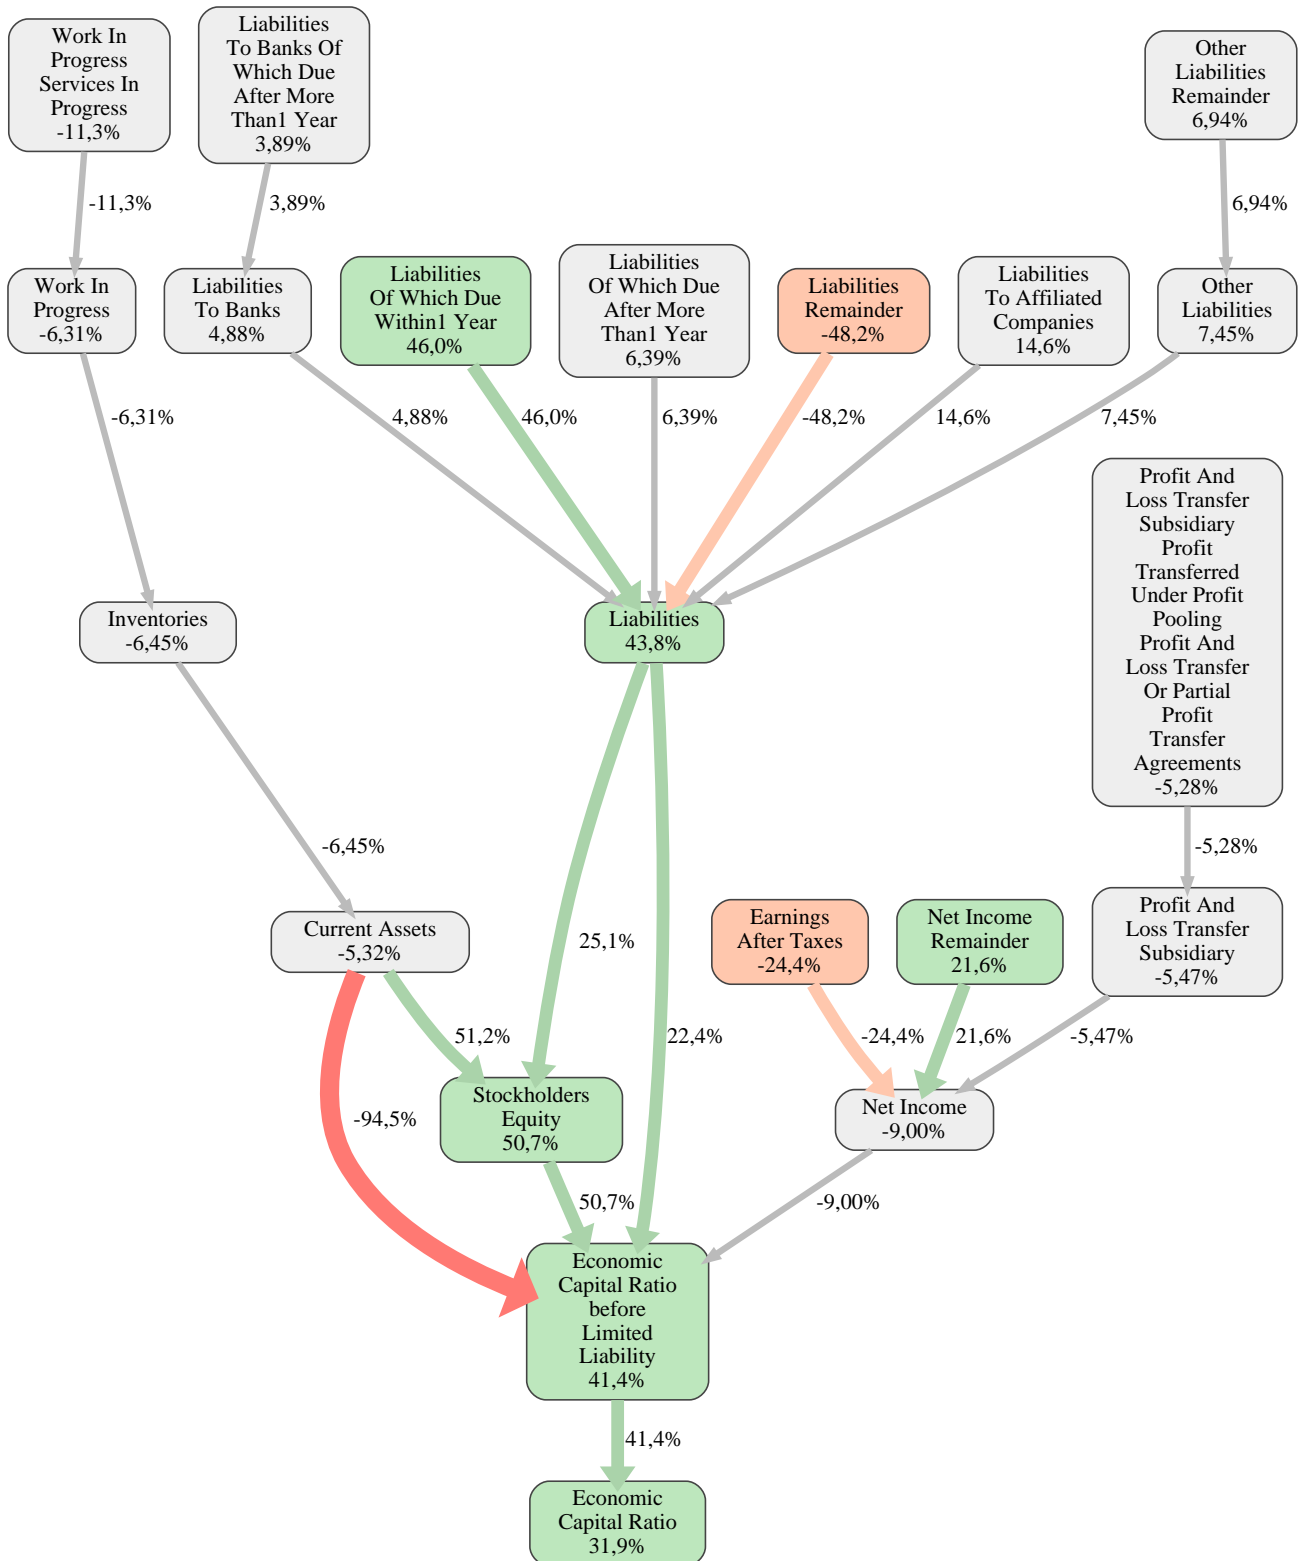 Work In
Progress
Services In
Progress
-11,3%
Liabilities
To Banks Of
Which Due
After More
Than1 Year
3,89%
Other
Liabilities
Remainder
6,94%
-11,3%
3,89%
6,94%
Work In
Progress
-6,31%
Liabilities
To Banks
4,88%
Liabilities
Of Which Due
Within1 Year
46,0%
Liabilities
Of Which Due
After More
Than1 Year
6,39%
Liabilities
Remainder
-48,2%
Liabilities
To Affiliated
Companies
14,6%
Other
Liabilities
7,45%
-6,31%
4,88%
46,0%
6,39%
-48,2%
14,6%
7,45%
Profit And
Loss Transfer
Subsidiary
Profit
Transferred
Under Profit
Pooling
Profit And
Loss Transfer
Or Partial
Profit
Transfer
Agreements
-5,28%
Inventories
-6,45%
Liabilities
43,8%
-6,45%
-5,28%
Current Assets
-5,32%
25,1%
Earnings
After Taxes
-24,4%
Net Income
Remainder
21,6%
Profit And
Loss Transfer
Subsidiary
-5,47%
51,2%
22,4%
-24,4%
21,6%
-5,47%
-94,5%
Stockholders
Equity
50,7%
Net Income
-9,00%
50,7%
-9,00%
Economic
Capital Ratio
before
Limited
Liability
41,4%
41,4%
Economic
Capital Ratio
31,9%